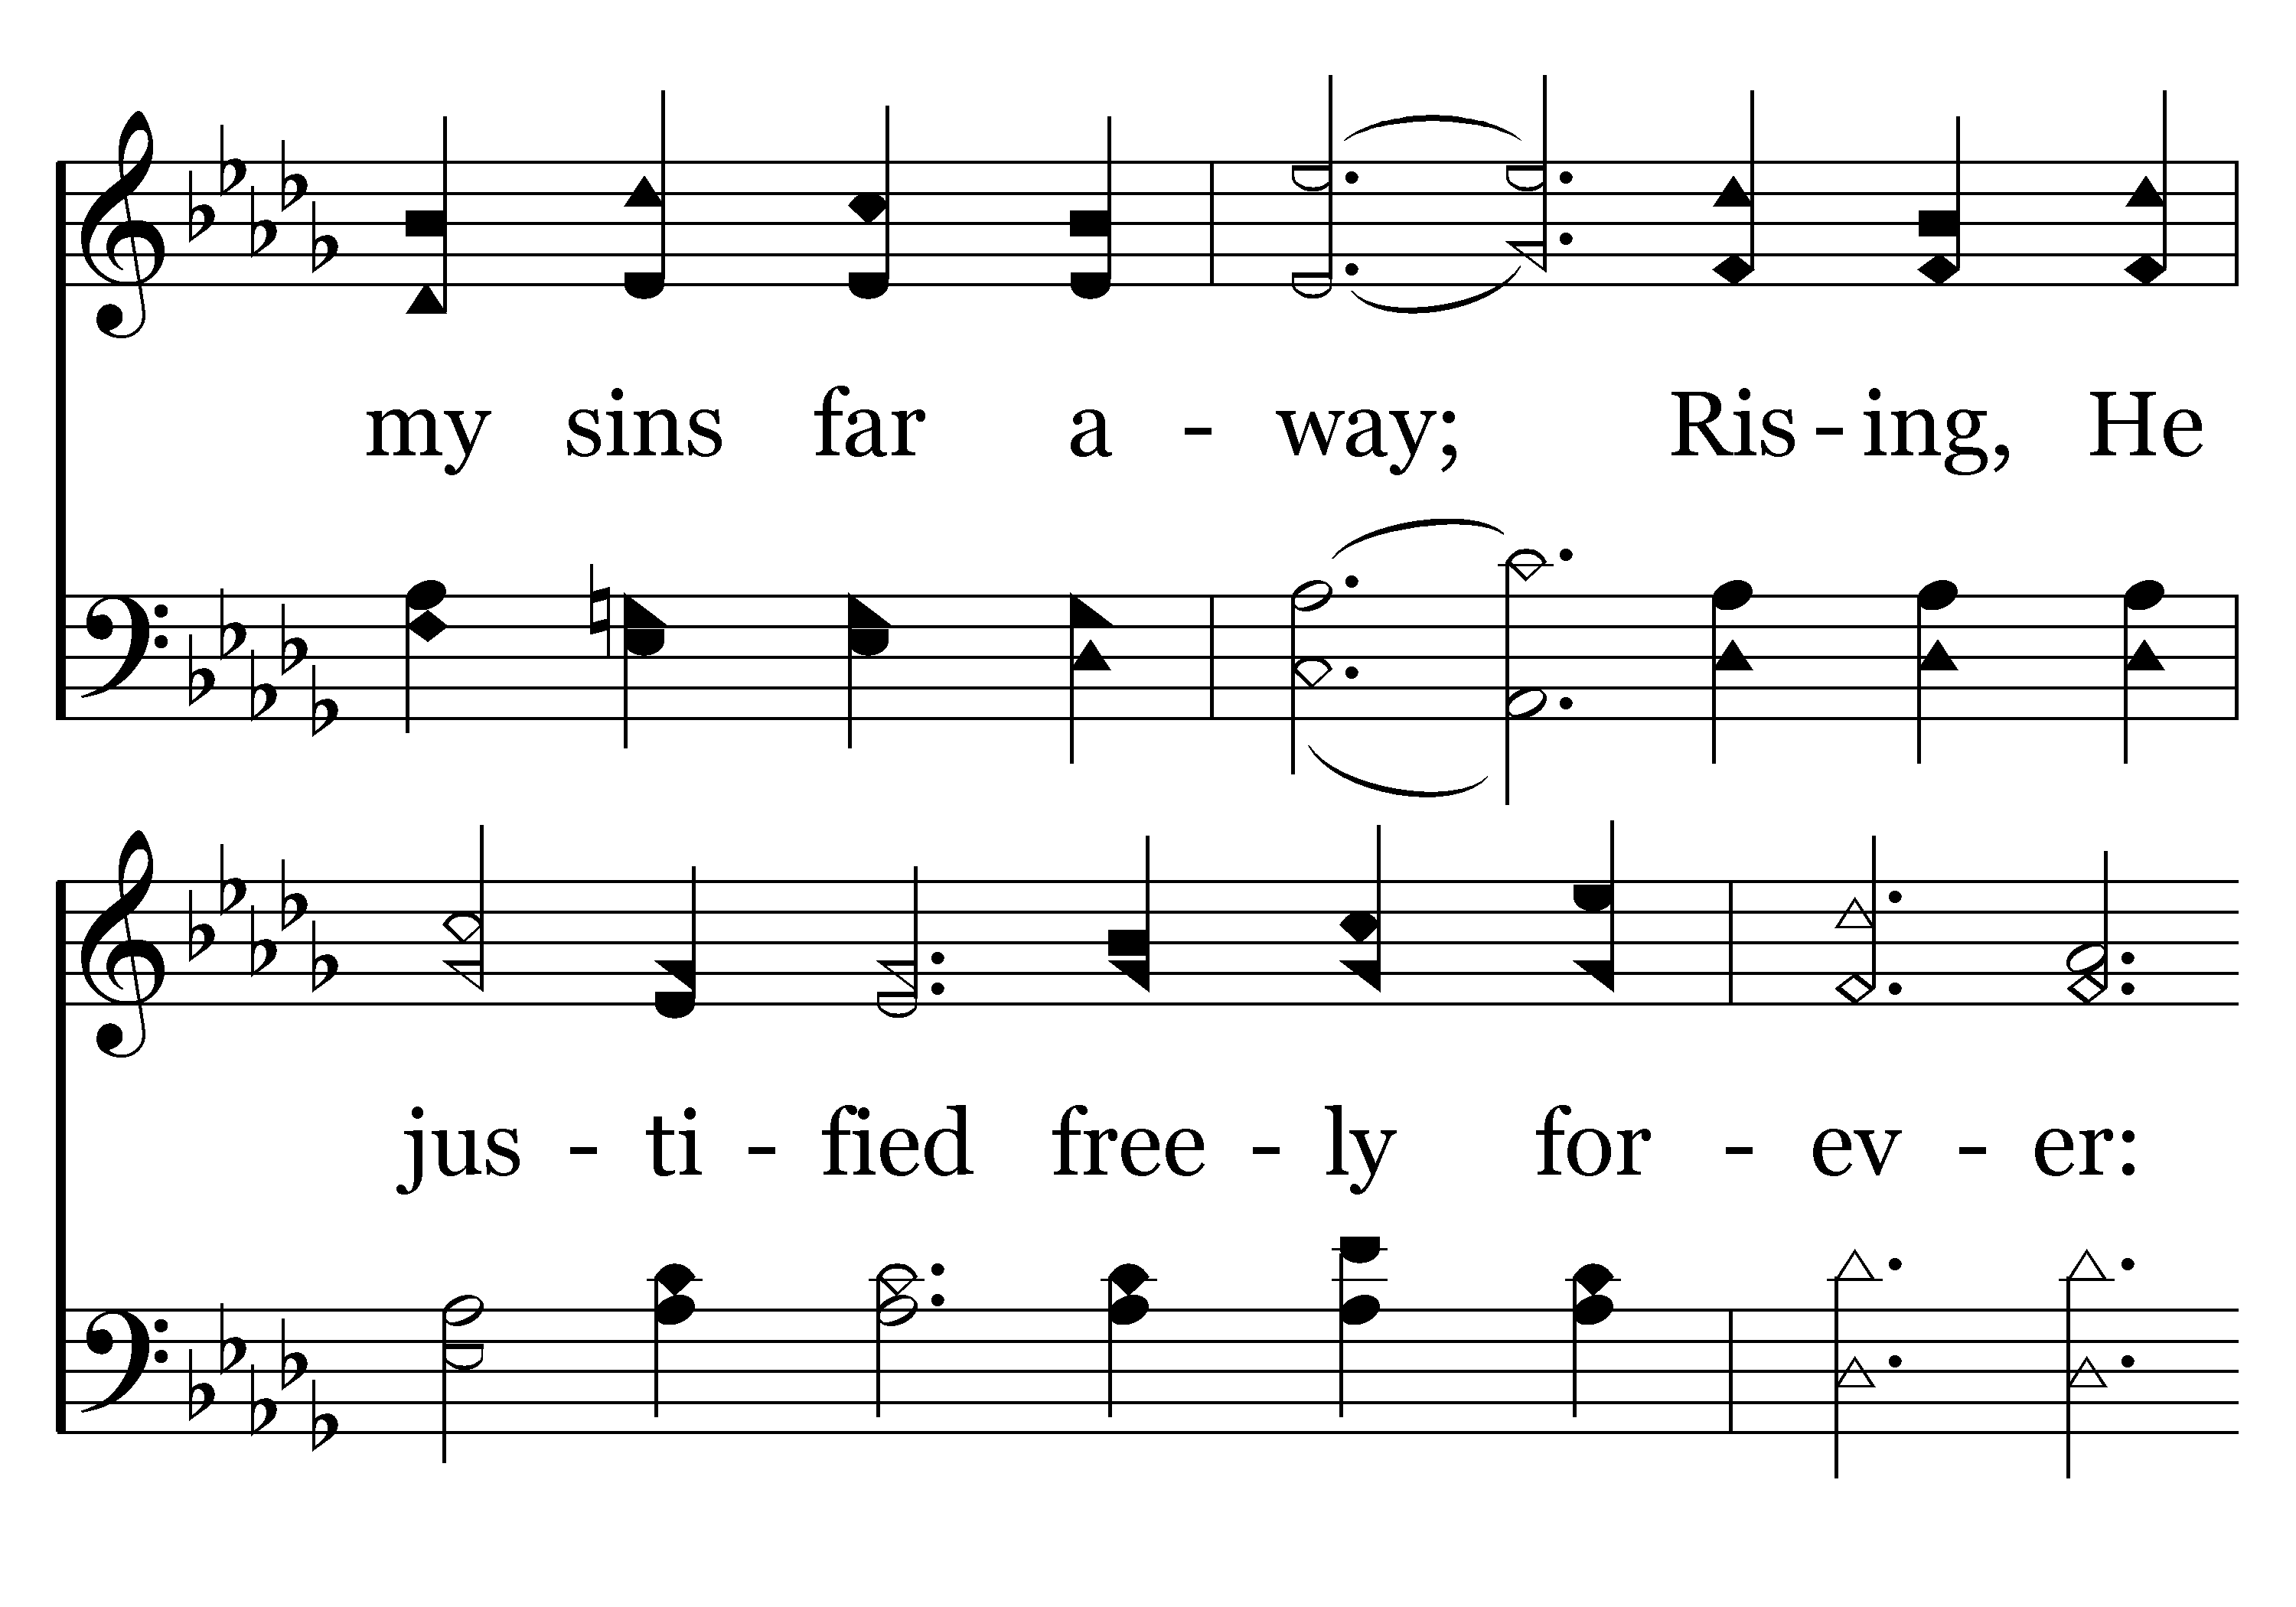 my sins far a - way; Ris - ing, He
jus - ti - fied free - ly for - ev - er: